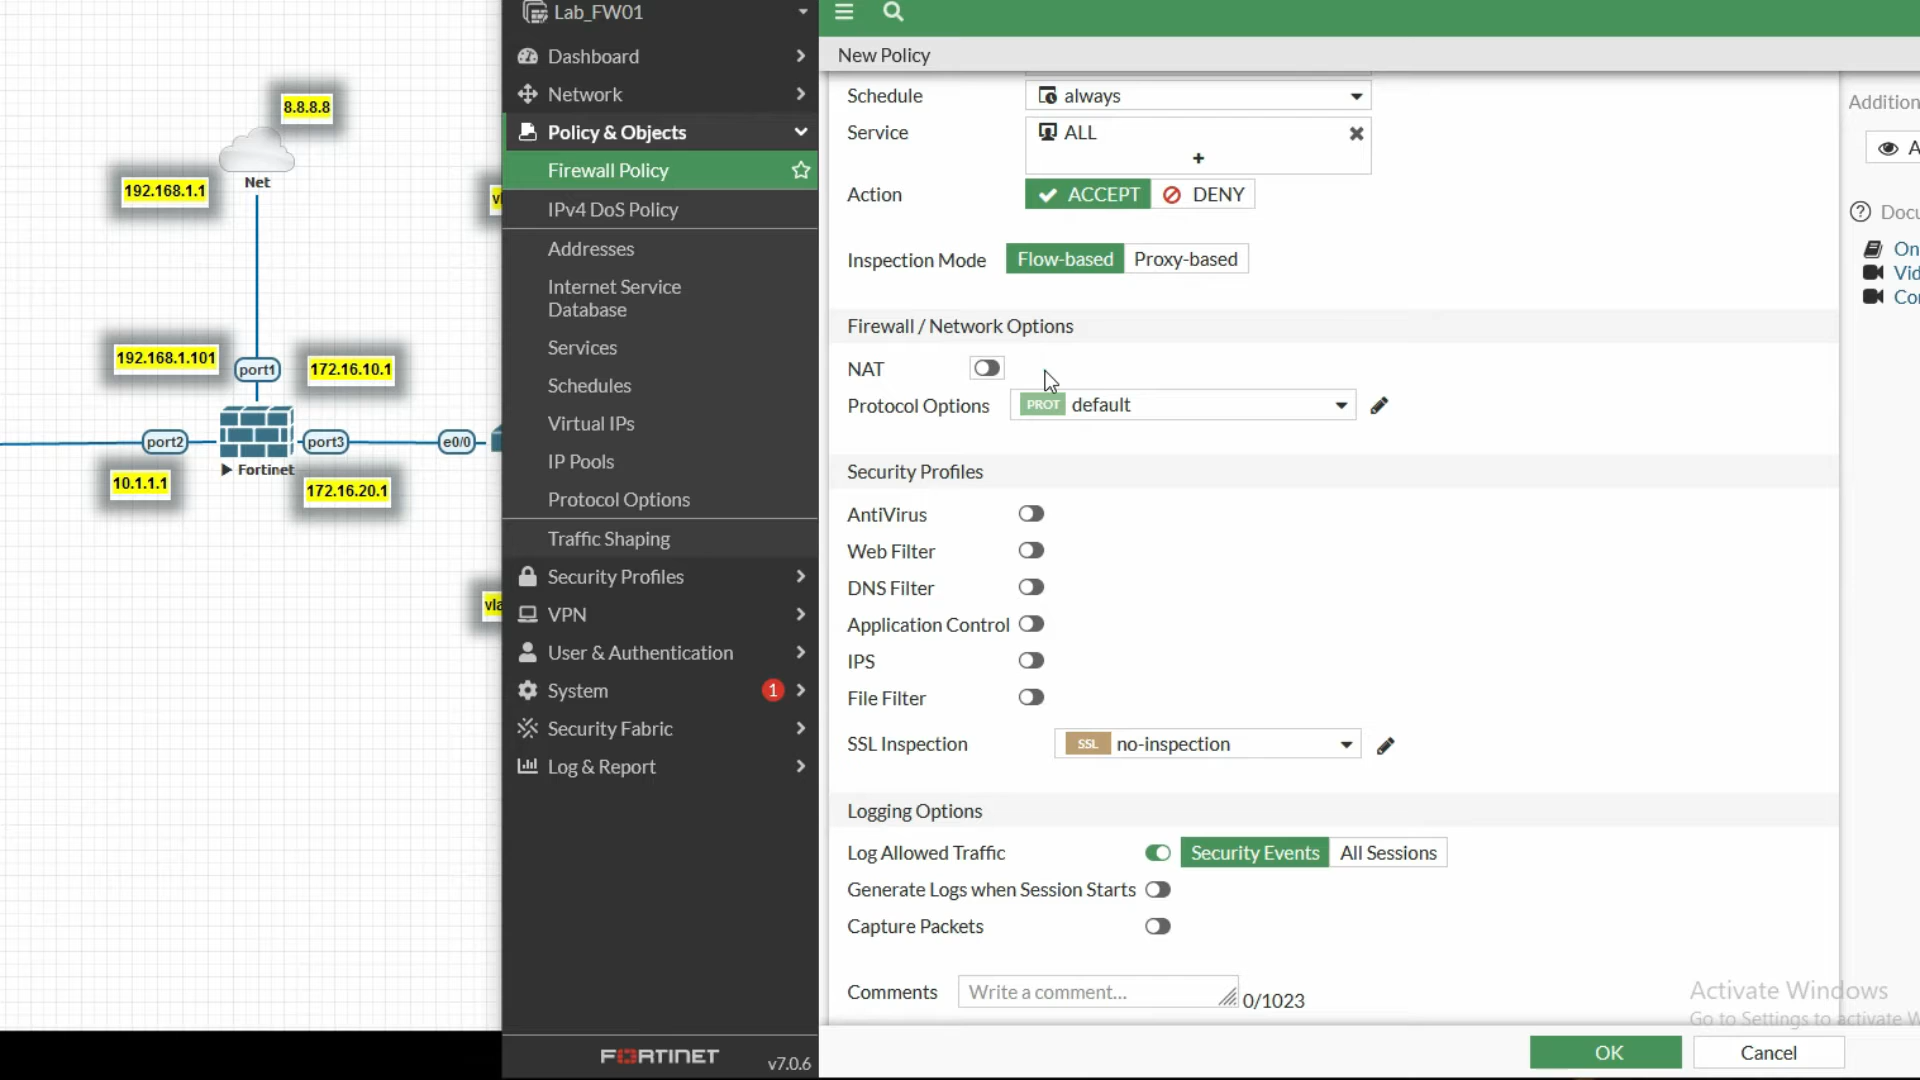 8.8.8.8
Net
192.168.1.1
192.168.1.101
port1
172.16.10.1
port2
port3
e0/0
Fortinet
10.1.1.1
172.16.20.1
vla
Lab_FW01
Dashboard
Network
Policy & Objects
Firewall Policy
IPv4 DoS Policy
Addresses
Internet Service
Database
Services
Schedules
Virtual IPs
IP Pools
Protocol Options
Traffic Shaping
Security Profiles
VPN
User & Authentication
System 1
Security Fabric
Log & Report
FORTINET
v7.0.6
New Policy
Schedule always
Service ALL
+
Action ACCEPT DENY
Inspection Mode Flow-based Proxy-based
Firewall / Network Options
NAT
Protocol Options PROT default
Security Profiles
AntiVirus
Web Filter
DNS Filter
Application Control
IPS
File Filter
SSL Inspection SSL no-inspection
Logging Options
Log Allowed Traffic Security Events All Sessions
Generate Logs when Session Starts
Capture Packets
Comments Write a comment... 0/1023
OK Cancel
Addition
A
Docu
On
Vid
Co
Activate Windows
Go to Settings to activate W